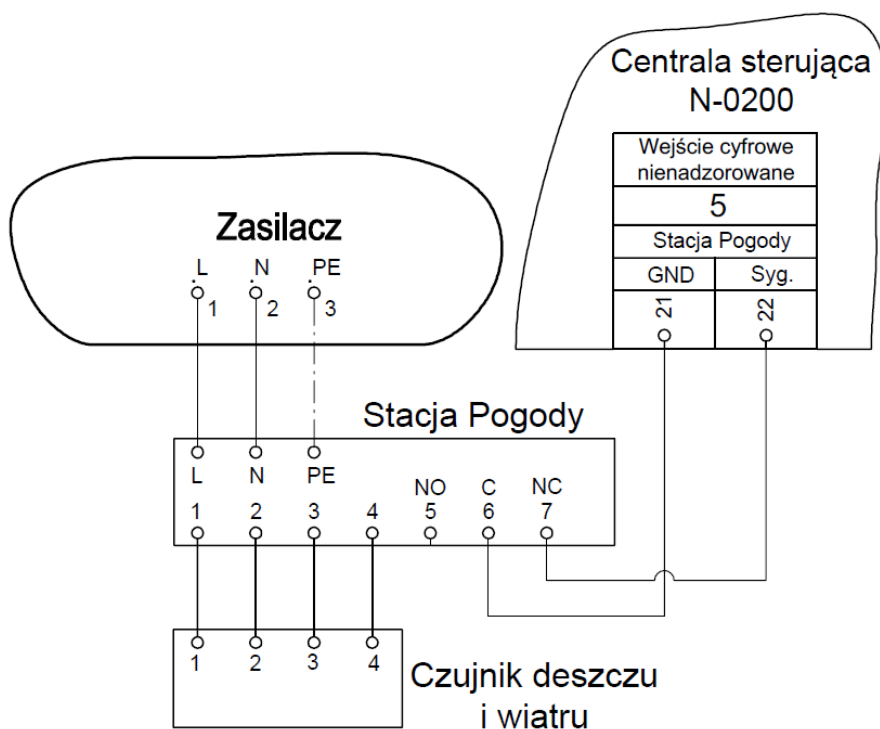 Centrala sterująca
N-0200
Wejście cyfrowe
nienadzorowane
5
Stacja Pogody
GND Syg.
21 22
Zasilacz
L N PE
1 2 3
Stacja Pogody
L N PE
NO C NC
1 2 3 4 5 6 7
1 2 3 4
Czujnik deszczu
i wiatru